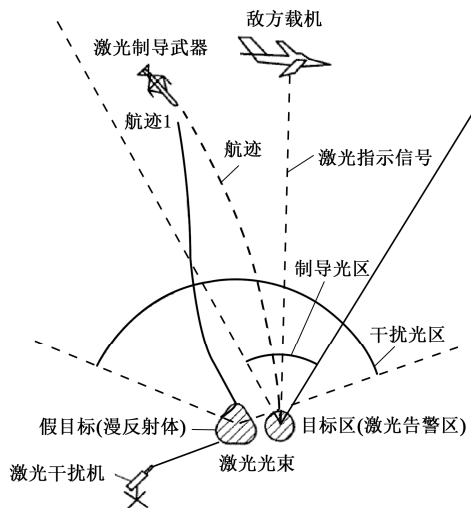 敌方载机
激光制导武器
航迹1
航迹
激光指示信号
制导光区
干扰光区
假目标(漫反射体)
目标区(激光告警区)
激光光束
激光干扰机